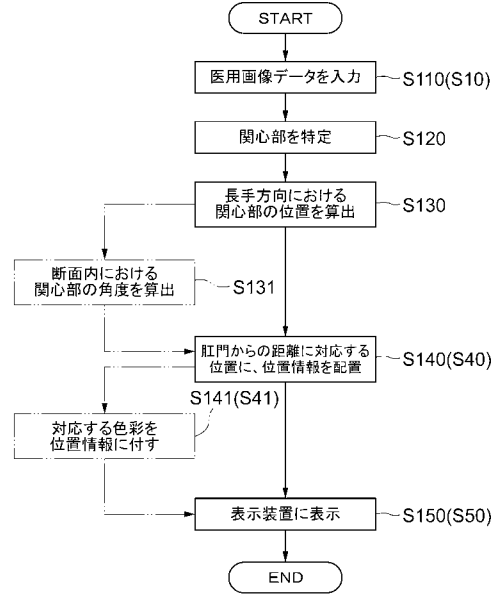 START
医用画像データを入力
S110(S10)
関心部を特定
S120
長手方向における
関心部の位置を算出
S130
断面内における
関心部の角度を算出
S131
肛門からの距離に対応する
位置に、位置情報を配置
S140(S40)
S141(S41)
対応する色彩を
位置情報に付す
表示装置に表示
S150(S50)
END